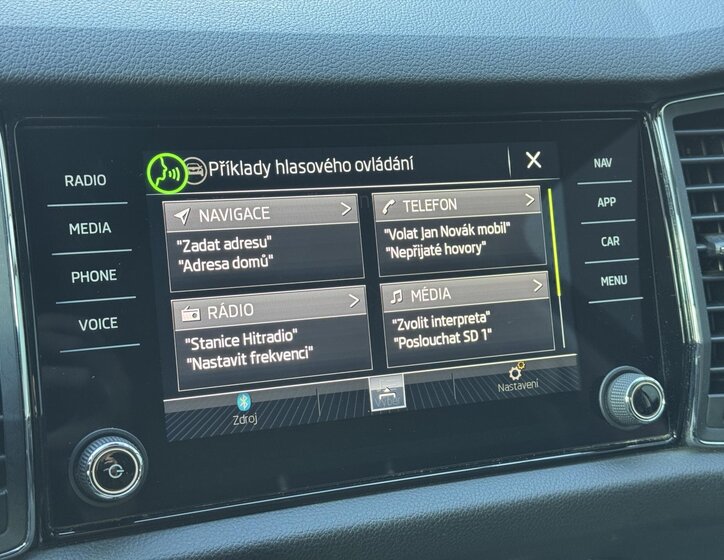 RADIO
MEDIA
PHONE
VOICE
Příklady hlasového ovládání
NAVIGACE
"Zadat adresu"
"Adresa domů"
TELEFON
"Volat Jan Novák mobil"
"Nepřijaté hovory"
RÁDIO
"Stanice Hitradio"
"Nastavit frekvenci"
MÉDIA
"Zvolit interpreta"
"Poslouchat SD 1"
Zdroj
Nastavení
NAV
APP
CAR
MENU